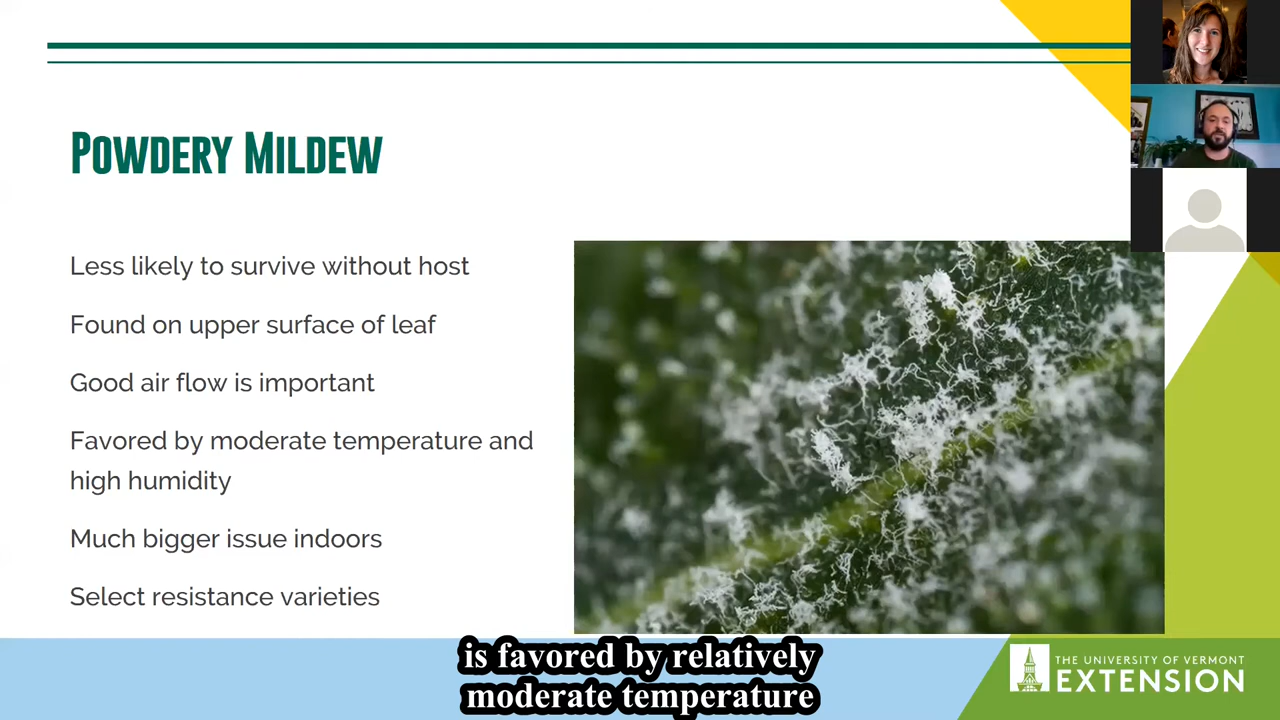 POWDERY MILDEW
Less likely to survive without host
Found on upper surface of leaf
Good air flow is important
Favored by moderate temperature and
high humidity
Much bigger issue indoors
Select resistance varieties
is favored by relatively
moderate temperature
THE UNIVERSITY OF VERMONT
EXTENSION